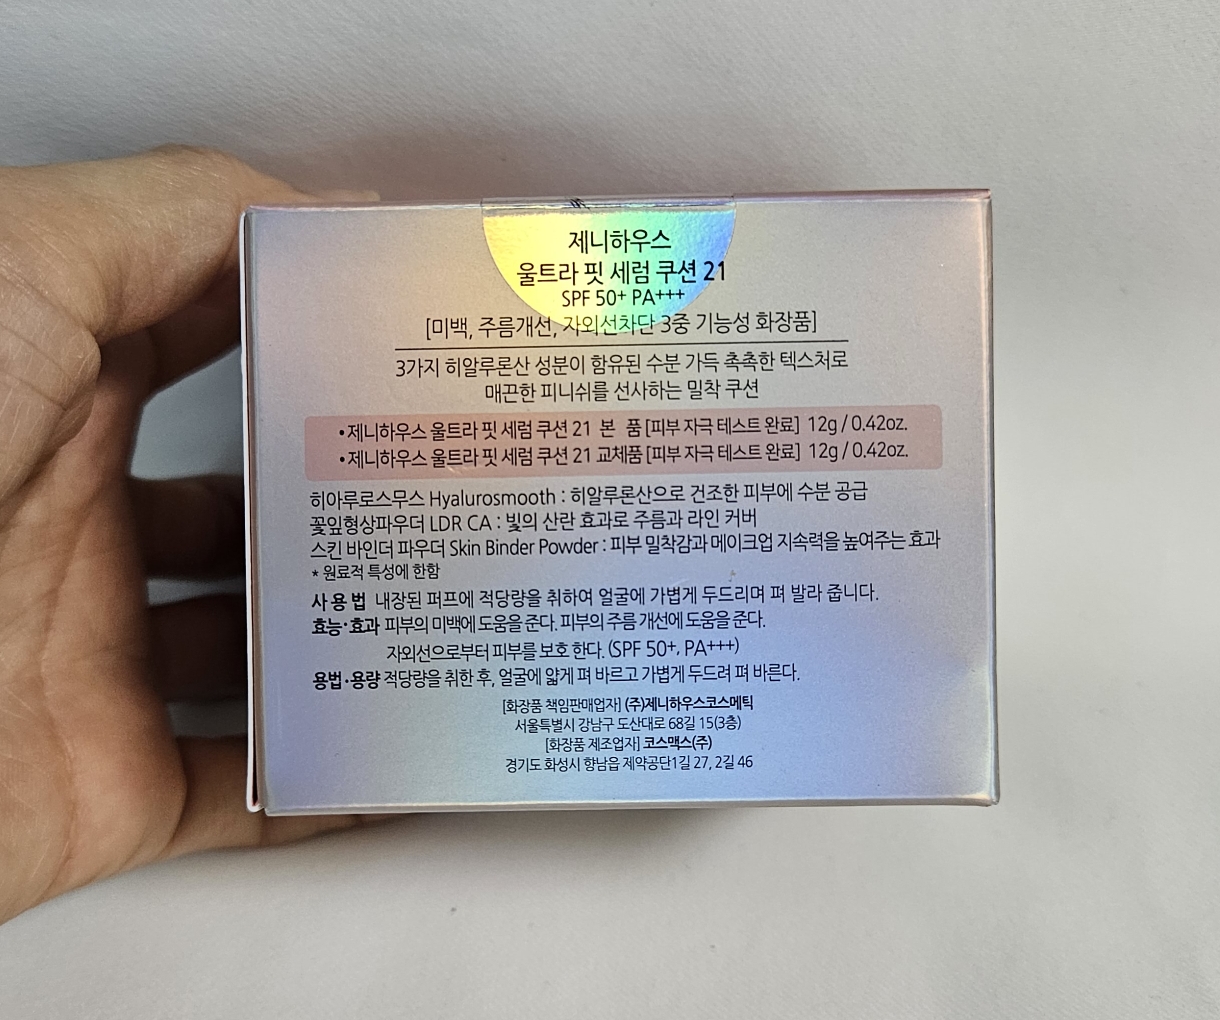 제니하우스
울트라 핏 세럼 쿠션 21
SPF 50+ PA+++
[미백, 주름개선, 자외선차단 3중 기능성 화장품]
3가지 히알루론산 성분이 함유된 수분 가득 촉촉한 텍스처로
매끈한 피니쉬를 선사하는 밀착 쿠션
•제니하우스 울트라 핏 세럼 쿠션 21 본 품 [피부 자극 테스트 완료] 12g / 0.42oz.
•제니하우스 울트라 핏 세럼 쿠션 21 교체품 [피부 자극 테스트 완료] 12g / 0.42oz.
히아루로스무스 Hyalurosmooth : 히알루론산으로 건조한 피부에 수분 공급
꽃잎형상파우더 LDR CA : 빛의 산란 효과로 주름과 라인 커버
스킨 바인더 파우더 Skin Binder Powder : 피부 밀착감과 메이크업 지속력을 높여주는 효과
* 원료적 특성에 한함
사용법 내장된 퍼프에 적당량을 취하여 얼굴에 가볍게 두드리며 펴 발라 줍니다.
효능·효과 피부의 미백에 도움을 준다. 피부의 주름 개선에 도움을 준다.
자외선으로부터 피부를 보호 한다. (SPF 50+, PA+++)
용법·용량 적당량을 취한 후, 얼굴에 얇게 펴 바르고 가볍게 두드려 펴 바른다.
[화장품 책임판매업자] (주)제니하우스코스메틱
서울특별시 강남구 도산대로 68길 15(3층)
[화장품 제조업자] 코스맥스(주)
경기도 화성시 향남읍 제약공단1길 27, 2길 46